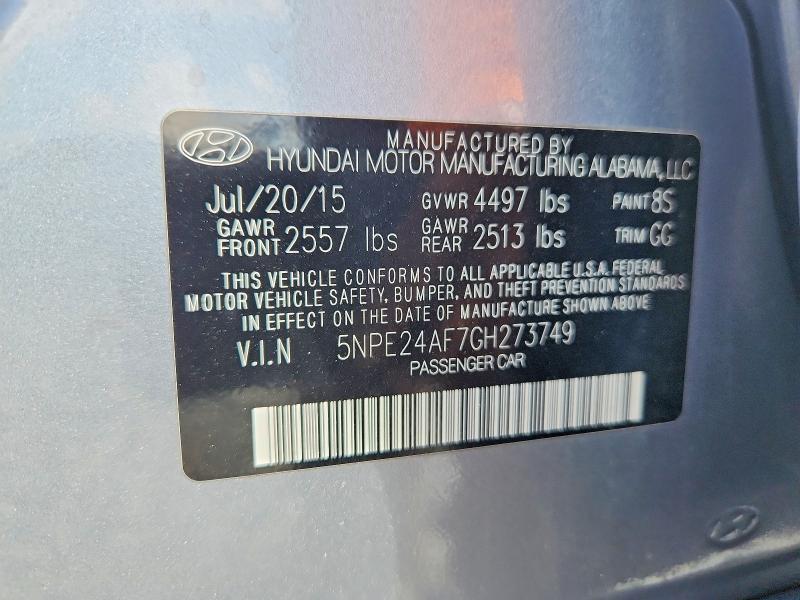 MANUFACTURED BY
HYUNDAI MOTOR MANUFACTURING ALABAMA, LLC
Jul/20/15 GVWR 4497 lbs PAINT 8S
GAWR FRONT 2557 lbs GAWR REAR 2513 lbs TRIM GG
THIS VEHICLE CONFORMS TO ALL APPLICABLE U.S.A. FEDERAL
MOTOR VEHICLE SAFETY, BUMPER, AND THEFT PREVENTION STANDARDS
IN EFFECT ON THE DATE OF MANUFACTURE SHOWN ABOVE
V.I.N 5NPE24AF7GH273749
PASSENGER CAR